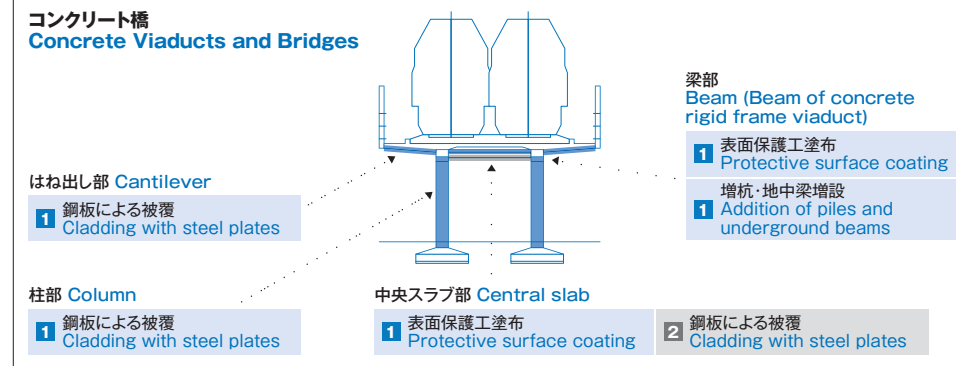 コンクリート橋
Concrete Viaducts and Bridges
梁部
Beam (Beam of concrete
rigid frame viaduct)
1 表面保護工塗布
Protective surface coating
1 増杭・地中梁増設
Addition of piles and
underground beams
はね出し部 Cantilever
1 鋼板による被覆
Cladding with steel plates
柱部 Column
1 鋼板による被覆
Cladding with steel plates
中央スラブ部 Central slab
1 表面保護工塗布
Protective surface coating
2 鋼板による被覆
Cladding with steel plates